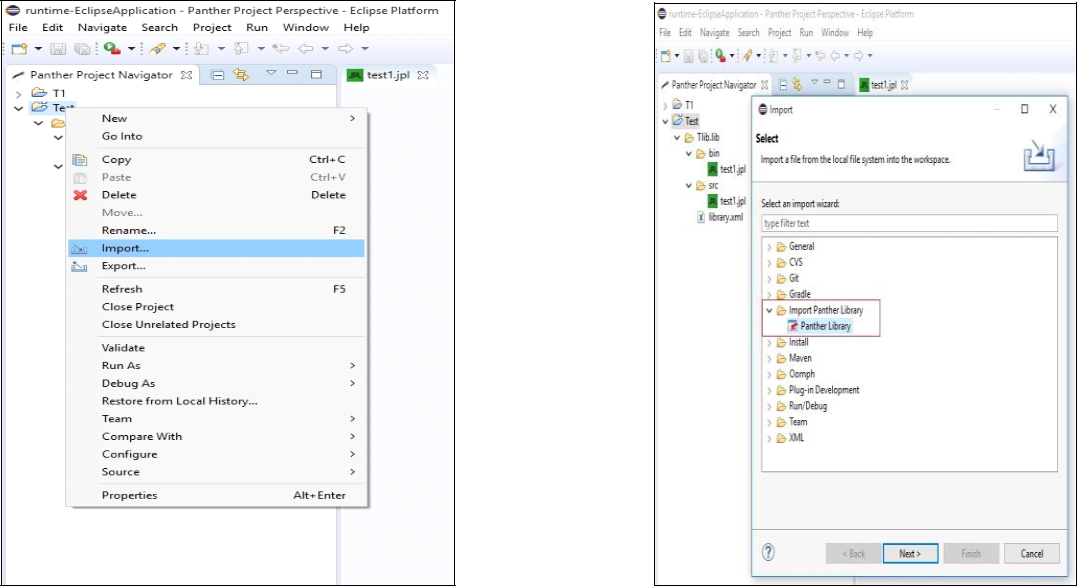 runtime-EclipseApplication - Panther Project Perspective - Eclipse Platform
File Edit Navigate Search Project Run Window Help
Panther Project Navigator
test1.jpl
T1
Test
New
Go Into
Copy Ctrl+C
Paste Ctrl+V
Delete Delete
Move...
Rename... F2
Import...
Export...
Refresh F5
Close Project
Close Unrelated Projects
Validate
Run As
Debug As
Restore from Local History...
Team
Compare With
Configure
Source
Properties Alt+Enter
runtime-EclipseApplication - Panther Project Perspective - Eclipse Platform
File Edit Navigate Search Project Run Window Help
Panther Project Navigator
test1.jpl
T1
Test
Tlib.lib
bin
test1.jpl
src
test1.jpl
library.xml
Import
Select
Import a file from the local file system into the workspace.
Select an import wizard:
type filter text
General
CVS
Git
Gradle
Import Panther Library
Panther Library
Install
Maven
Oomph
Plug-in Development
Run/Debug
Team
XML
< Back Next > Finish Cancel